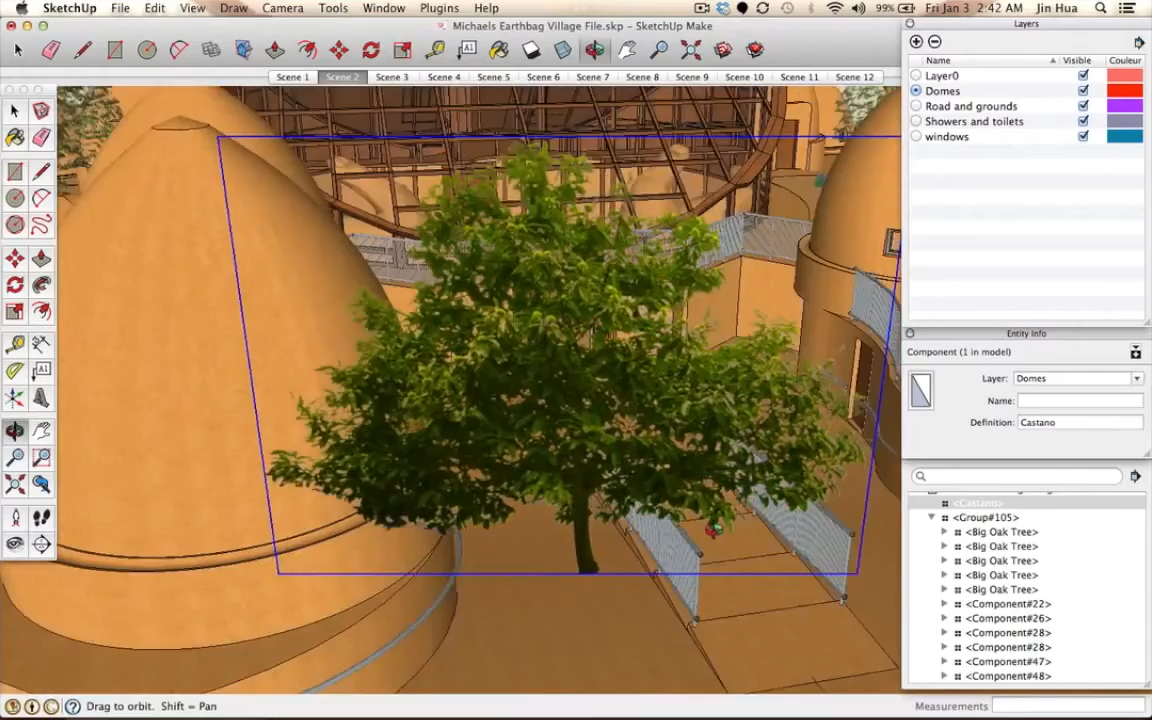 SketchUp File Edit View Draw Camera Tools Window Plugins Help 99% Fri Jan 3 2:42 AM Jin Hua
Michaels Earthbag Village File.skp – SketchUp Make
Layers
Scene 1 Scene 2 Scene 3 Scene 4 Scene 5 Scene 6 Scene 7 Scene 8 Scene 9 Scene 10 Scene 11 Scene 12
Name Visible Couleur
Layer0
Domes
Road and grounds
Showers and toilets
windows
Entity Info
Component (1 in model)
Layer: Domes
Name:
Definition: Castano
<Castano>
<Group#105>
<Big Oak Tree>
<Big Oak Tree>
<Big Oak Tree>
<Big Oak Tree>
<Big Oak Tree>
<Component#22>
<Component#26>
<Component#28>
<Component#28>
<Component#47>
<Component#48>
Drag to orbit. Shift = Pan
Measurements